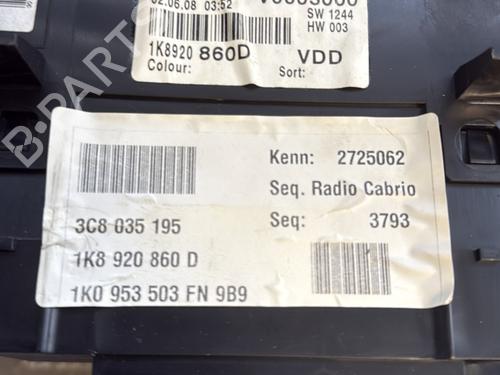 02.06.08 03:52
SW 1244
HW 003
1K8920 860D VDD
Colour: Sort:
B-PARTS
Kenn: 2725062
Seq. Radio Cabrio
3C8 035 195 Seq: 3793
1K8 920 860 D
1K0 953 503 FN 9B9